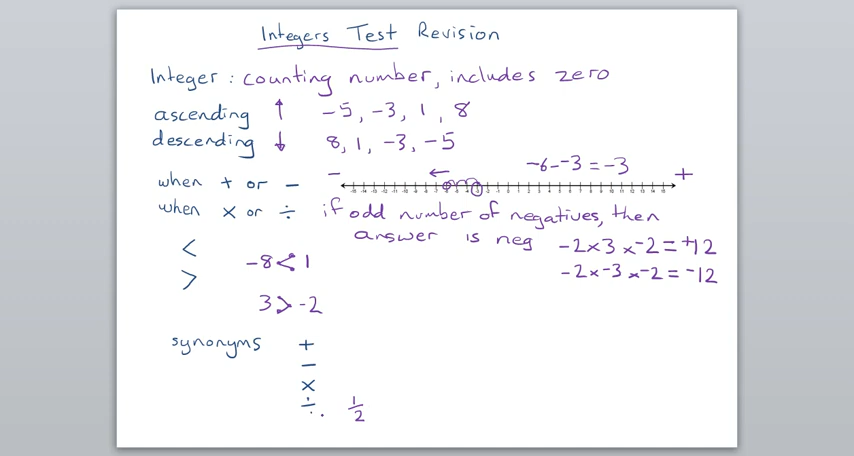 Integers Test Revision
Integer : counting number, includes zero
ascending ↑ -5, -3, 1, 8
descending ↓ 8, 1, -3, -5
-6--3=-3
when + or - - ← +
when × or ÷ if odd number of negatives, then
answer is neg -2×3×-2=+12
< -8<1 -2×-3×-2=-12
>
3>-2
synonyms +
-
×
÷. 1/2